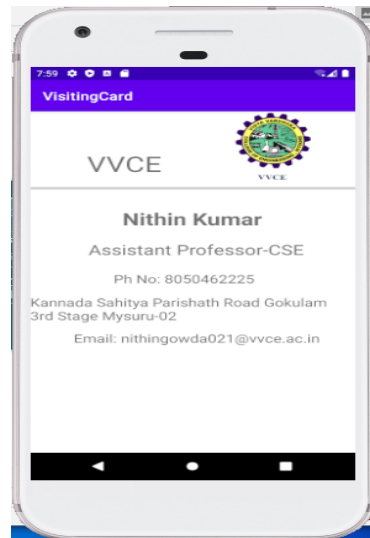 7:59
VisitingCard
VVCE
VVCE
Nithin Kumar
Assistant Professor-CSE
Ph No: 8050462225
Kannada Sahitya Parishath Road Gokulam
3rd Stage Mysuru-02
Email: nithingowda021@vvce.ac.in